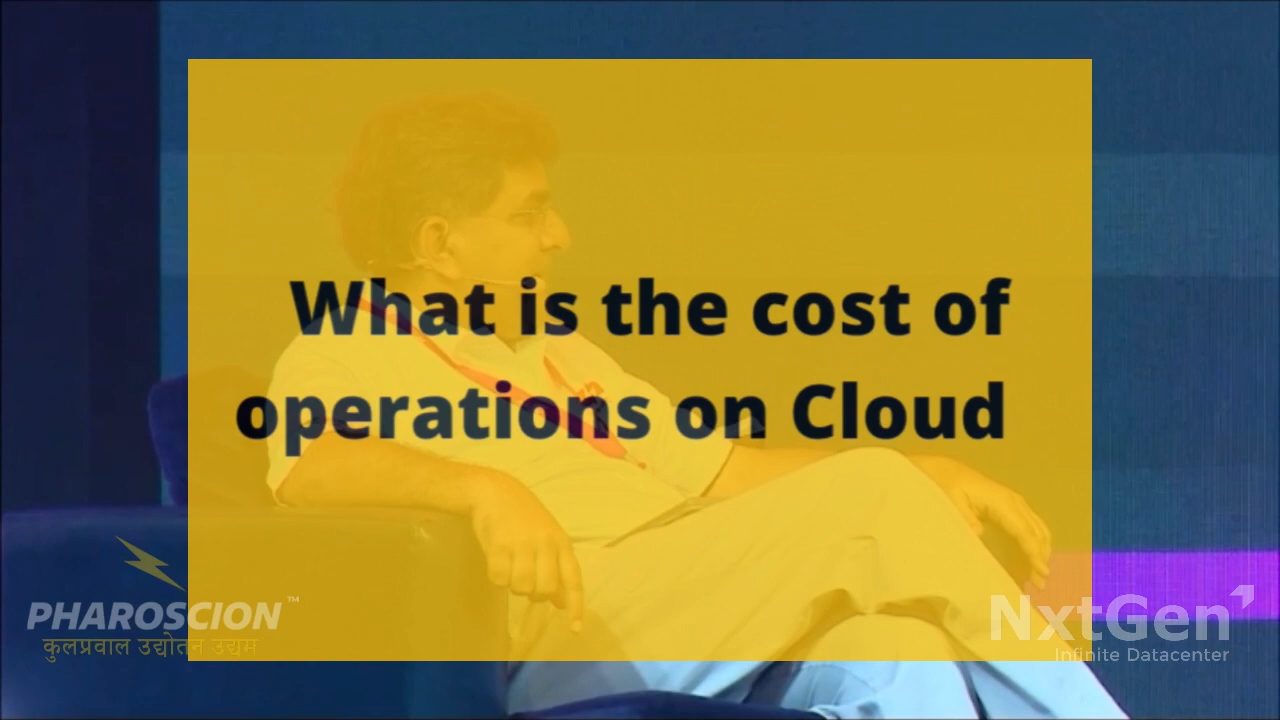 What is the cost of
operations on Cloud
PHAROSCION™
कुलप्रवाल उद्योतन उद्यम
NxtGen
Infinite Datacenter